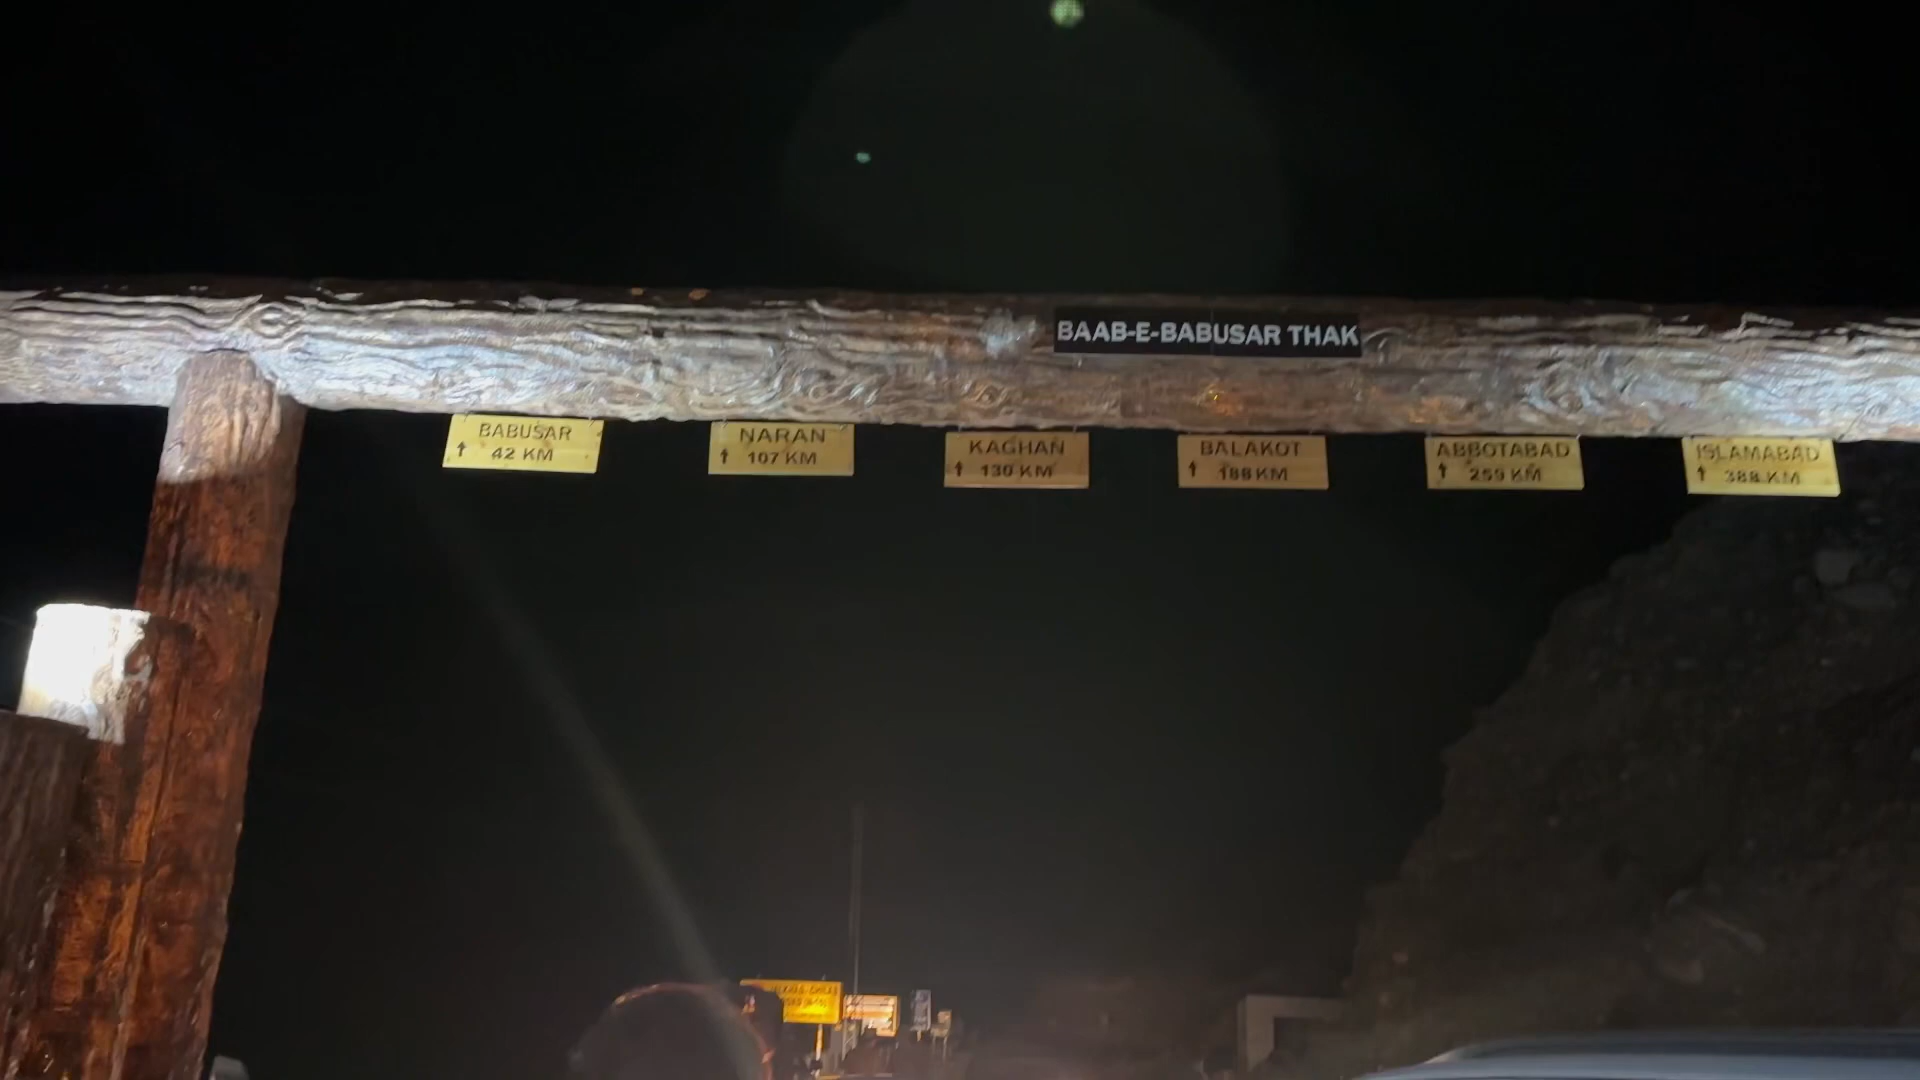 BAAB-E-BABUSAR THAK
BABUSAR
↑ 42 KM
NARAN
↑ 107 KM
KAGHAN
↑ 130 KM
BALAKOT
↑ 188 KM
ABBOTABAD
↑ 259 KM
ISLAMABAD
↑ 388 KM